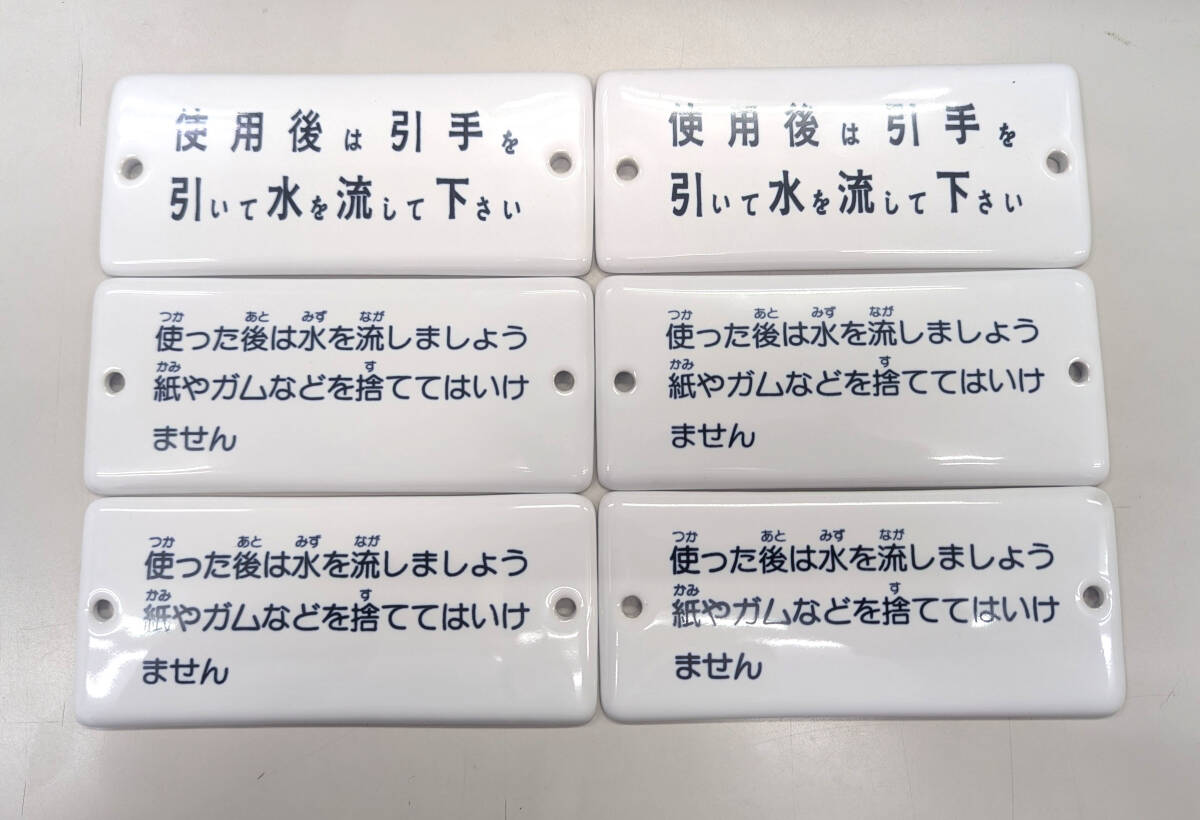 使用後は引手を
引いて水を流して下さい
使用後は引手を
引いて水を流して下さい
つか あと みず なが
使った後は水を流しましょう
かみ す
紙やガムなどを捨ててはいけ
ません
つか あと みず なが
使った後は水を流しましょう
かみ す
紙やガムなどを捨ててはいけ
ません
つか あと みず なが
使った後は水を流しましょう
かみ す
紙やガムなどを捨ててはいけ
ません
つか あと みず なが
使った後は水を流しましょう
かみ す
紙やガムなどを捨ててはいけ
ません